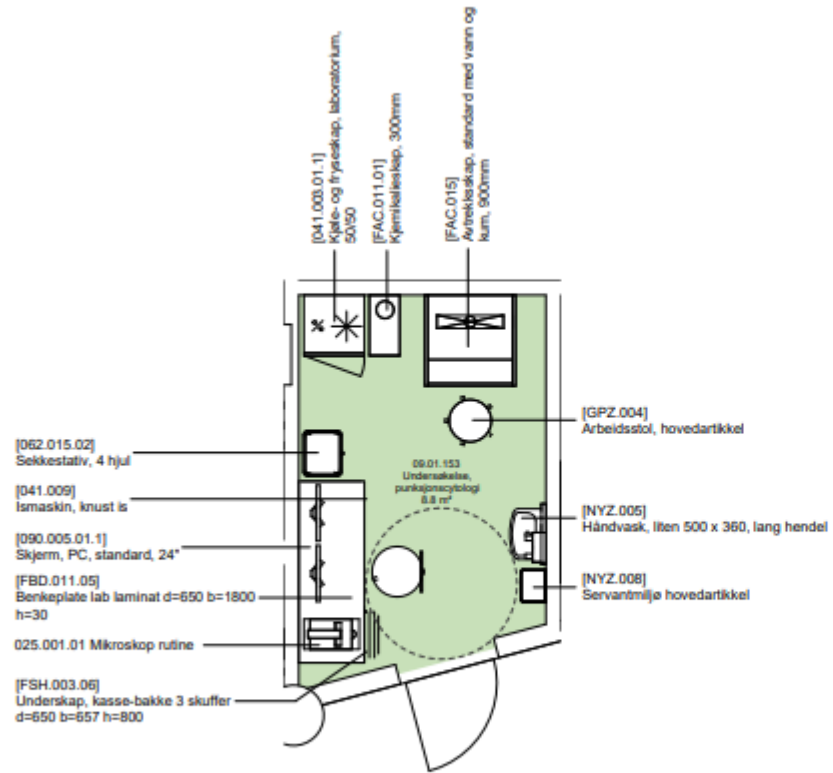 [041.003.01.1]
Kjøle- og fryseskap, laboratorium,
50/50
[FAC.011.01]
Kjemikalieskap, 300mm
[FAC.015]
Avtrekksskap, standard med vann og
kum, 900mm
[GPZ.004]
Arbeidsstol, hovedartikkel
[062.015.02]
Sekkestativ, 4 hjul
09.01.153
Undersøkelse,
punksjonscytologi
8.8 m²
[041.009]
Ismaskin, knust is
[NYZ.005]
Håndvask, liten 500 x 360, lang hendel
[090.005.01.1]
Skjerm, PC, standard, 24"
[FBD.011.05]
Benkeplate lab laminat d=650 b=1800
h=30
[NYZ.008]
Servantmiljø hovedartikkel
025.001.01 Mikroskop rutine
[FSH.003.06]
Underskap, kasse-bakke 3 skuffer
d=650 b=657 h=800